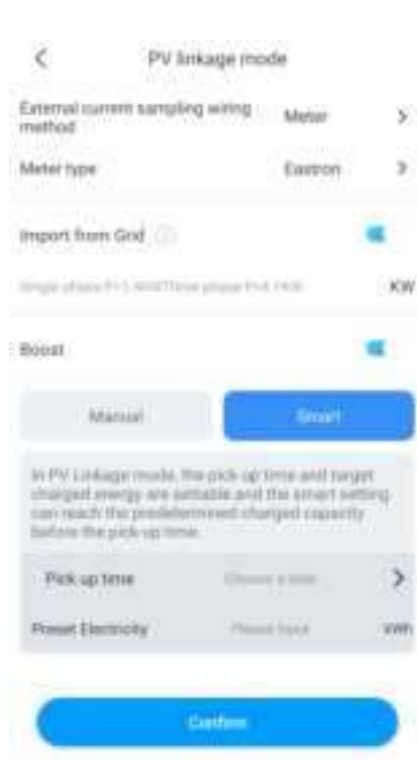 PV linkage mode
External current sampling wiring Meter
method
Meter type Eastron
Import from Grid
KW
Boost
Manual Smart
In PV Linkage mode, the pick up time and target
charged energy are settable and the smart setting
can reach the predetermined charged capacity
before the pick up time.
Pick up time Choose a date
Preset Electricity Please input kWh
Confirm